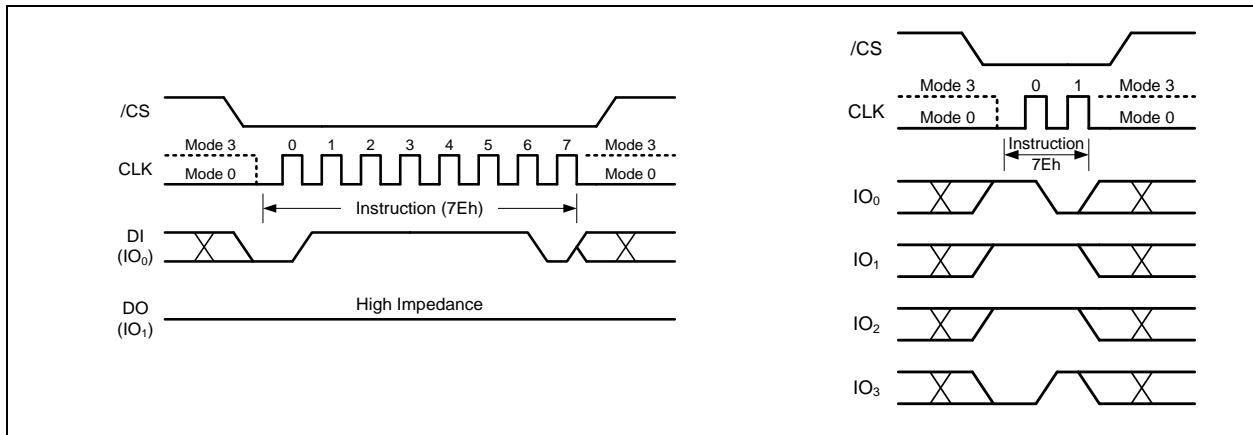 /CS
Mode 3 0 1 2 3 4 5 6 7 Mode 3
CLK
Mode 0 Mode 0
Instruction (7Eh)
DI
(IO₀)
High Impedance
DO
(IO₁)
/CS
Mode 3 0 1 Mode 3
CLK
Mode 0 Mode 0
Instruction
7Eh
IO₀
IO₁
IO₂
IO₃